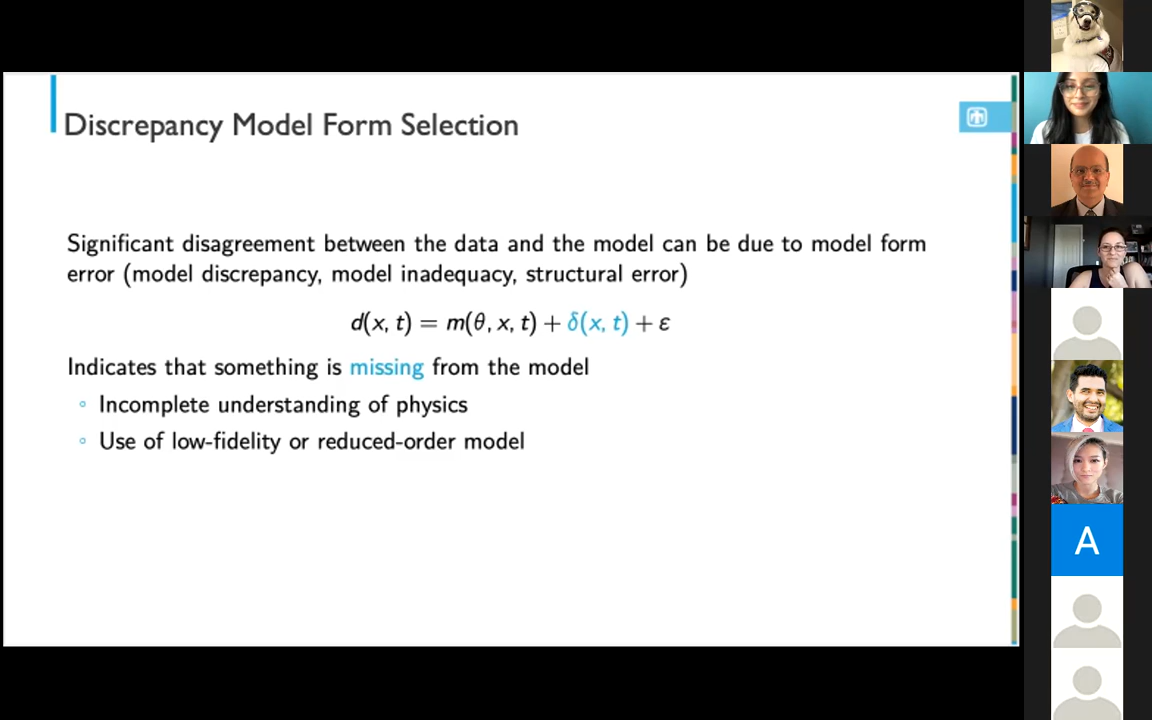 Discrepancy Model Form Selection
Significant disagreement between the data and the model can be due to model form
error (model discrepancy, model inadequacy, structural error)
d(x, t) = m(θ, x, t) + δ(x, t) + ε
Indicates that something is missing from the model
◦ Incomplete understanding of physics
◦ Use of low-fidelity or reduced-order model
A